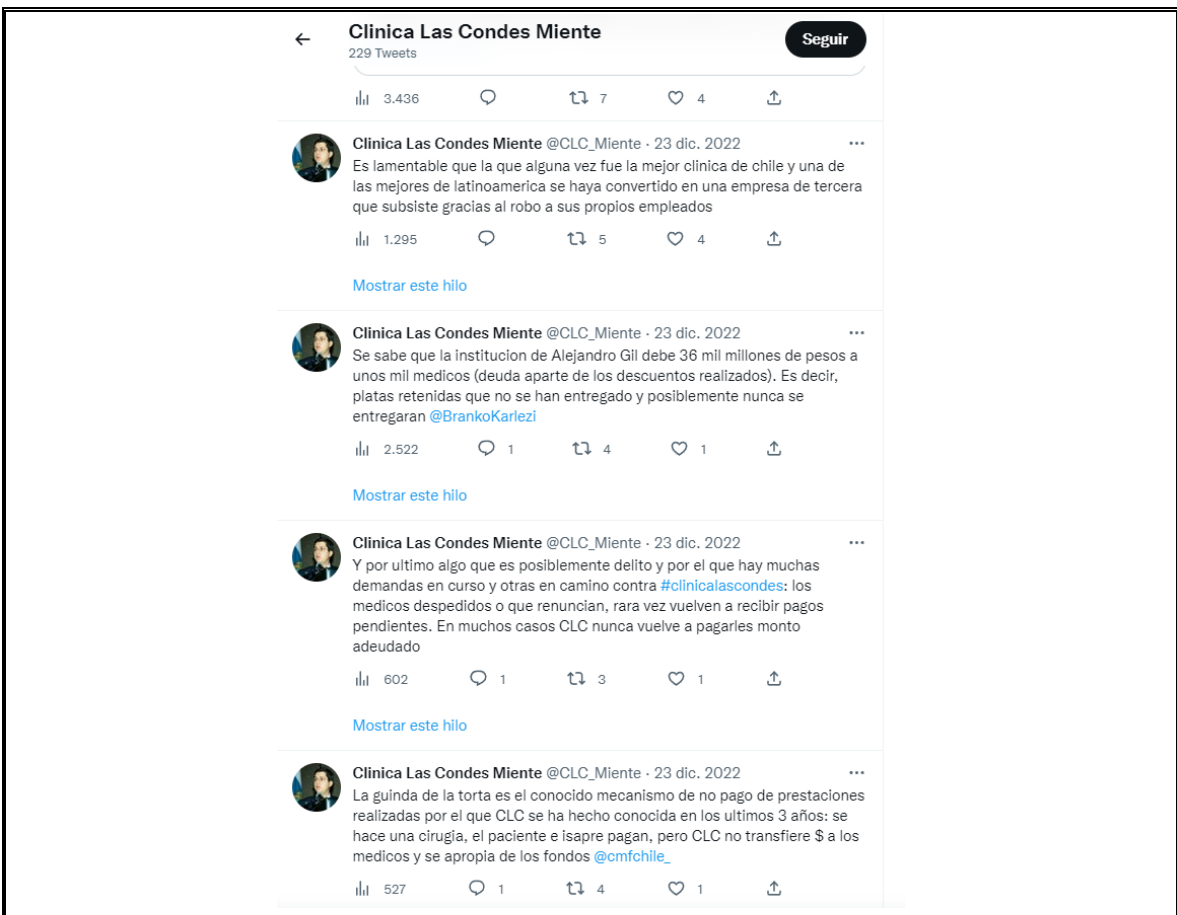 Clinica Las Condes Miente
229 Tweets
Seguir
3.436 7 4
Clinica Las Condes Miente @CLC_Miente · 23 dic. 2022
Es lamentable que la que alguna vez fue la mejor clinica de chile y una de
las mejores de latinoamerica se haya convertido en una empresa de tercera
que subsiste gracias al robo a sus propios empleados
1.295 5 4
Mostrar este hilo
Clinica Las Condes Miente @CLC_Miente · 23 dic. 2022
Se sabe que la institucion de Alejandro Gil debe 36 mil millones de pesos a
unos mil medicos (deuda aparte de los descuentos realizados). Es decir,
platas retenidas que no se han entregado y posiblemente nunca se
entregaran @BrankoKarlezi
2.522 1 4 1
Mostrar este hilo
Clinica Las Condes Miente @CLC_Miente · 23 dic. 2022
Y por ultimo algo que es posiblemente delito y por el que hay muchas
demandas en curso y otras en camino contra #clinicalascondes: los
medicos despedidos o que renuncian, rara vez vuelven a recibir pagos
pendientes. En muchos casos CLC nunca vuelve a pagarles monto
adeudado
602 1 3 1
Mostrar este hilo
Clinica Las Condes Miente @CLC_Miente · 23 dic. 2022
La guinda de la torta es el conocido mecanismo de no pago de prestaciones
realizadas por el que CLC se ha hecho conocida en los ultimos 3 años: se
hace una cirugia, el paciente e isapre pagan, pero CLC no transfiere $ a los
medicos y se apropia de los fondos @cmfchile_
527 1 4 1